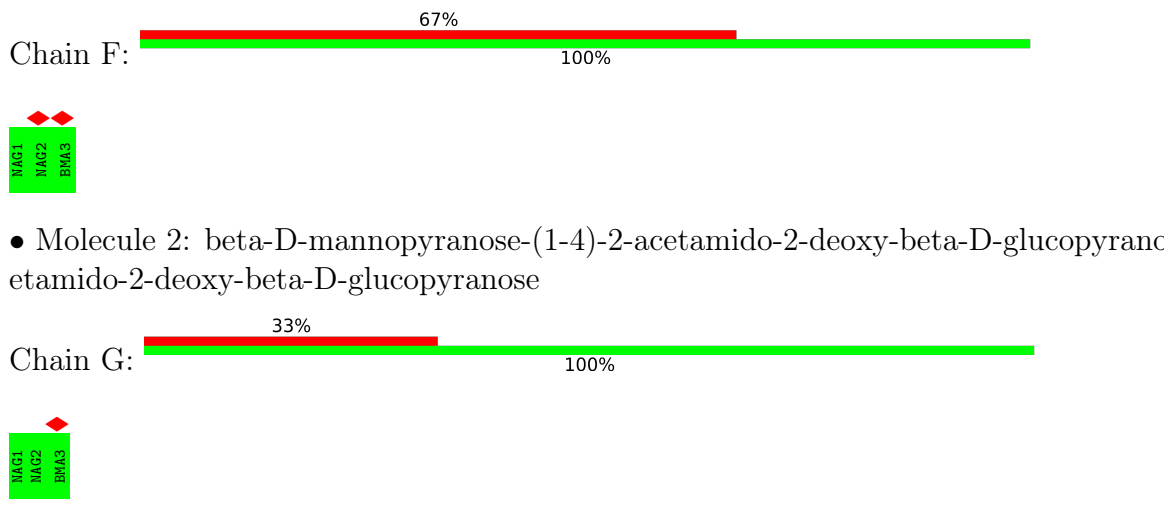 67%
Chain F:
100%
NAG1
NAG2
BMA3
• Molecule 2: beta-D-mannopyranose-(1-4)-2-acetamido-2-deoxy-beta-D-glucopyrano
etamido-2-deoxy-beta-D-glucopyranose
33%
Chain G:
100%
NAG1
NAG2
BMA3